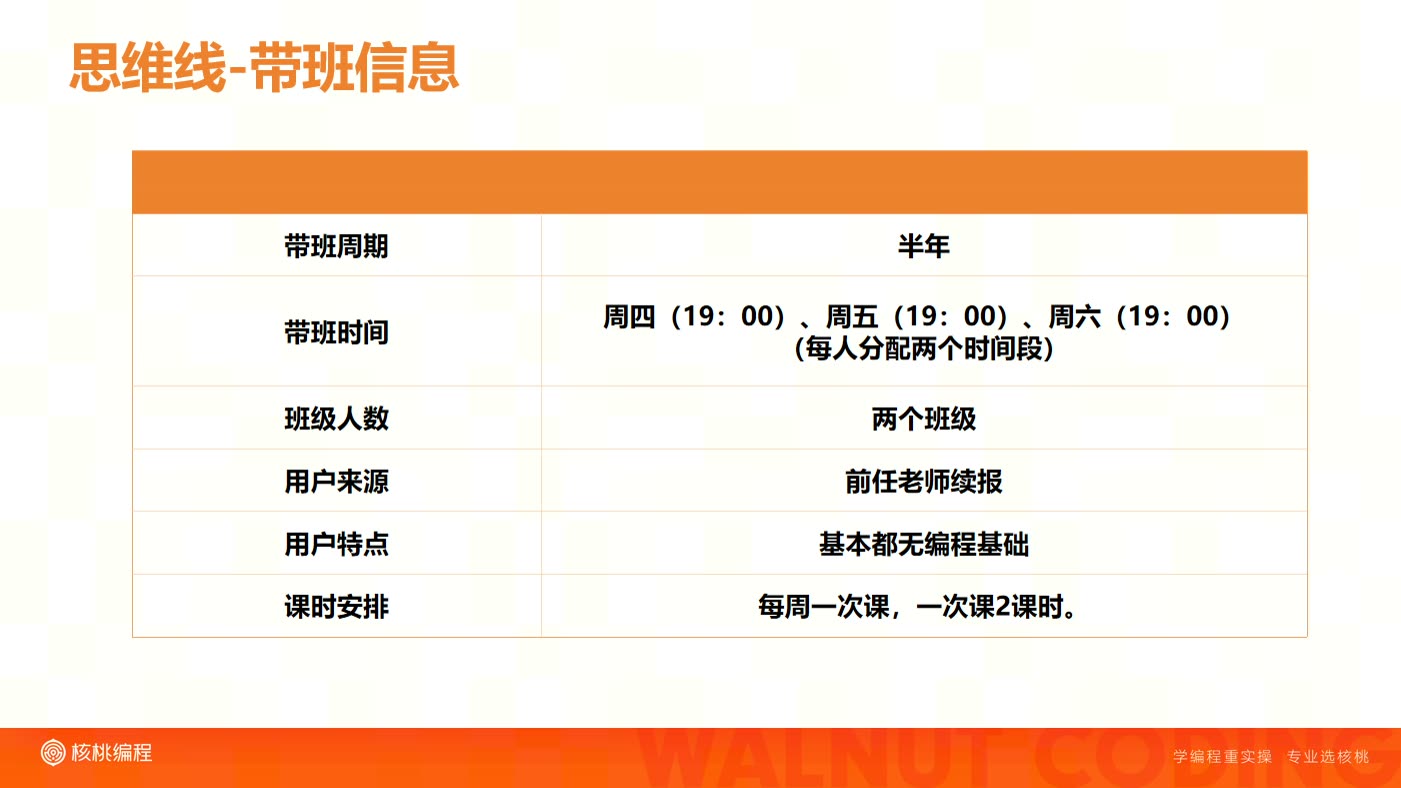 思维线-带班信息
带班周期
半年
带班时间
周四（19：00）、周五（19：00）、周六（19：00）
（每人分配两个时间段）
班级人数
两个班级
用户来源
前任老师续报
用户特点
基本都无编程基础
课时安排
每周一次课，一次课2课时。
核桃编程
WALNUT CODING
学编程重实操 专业选核桃